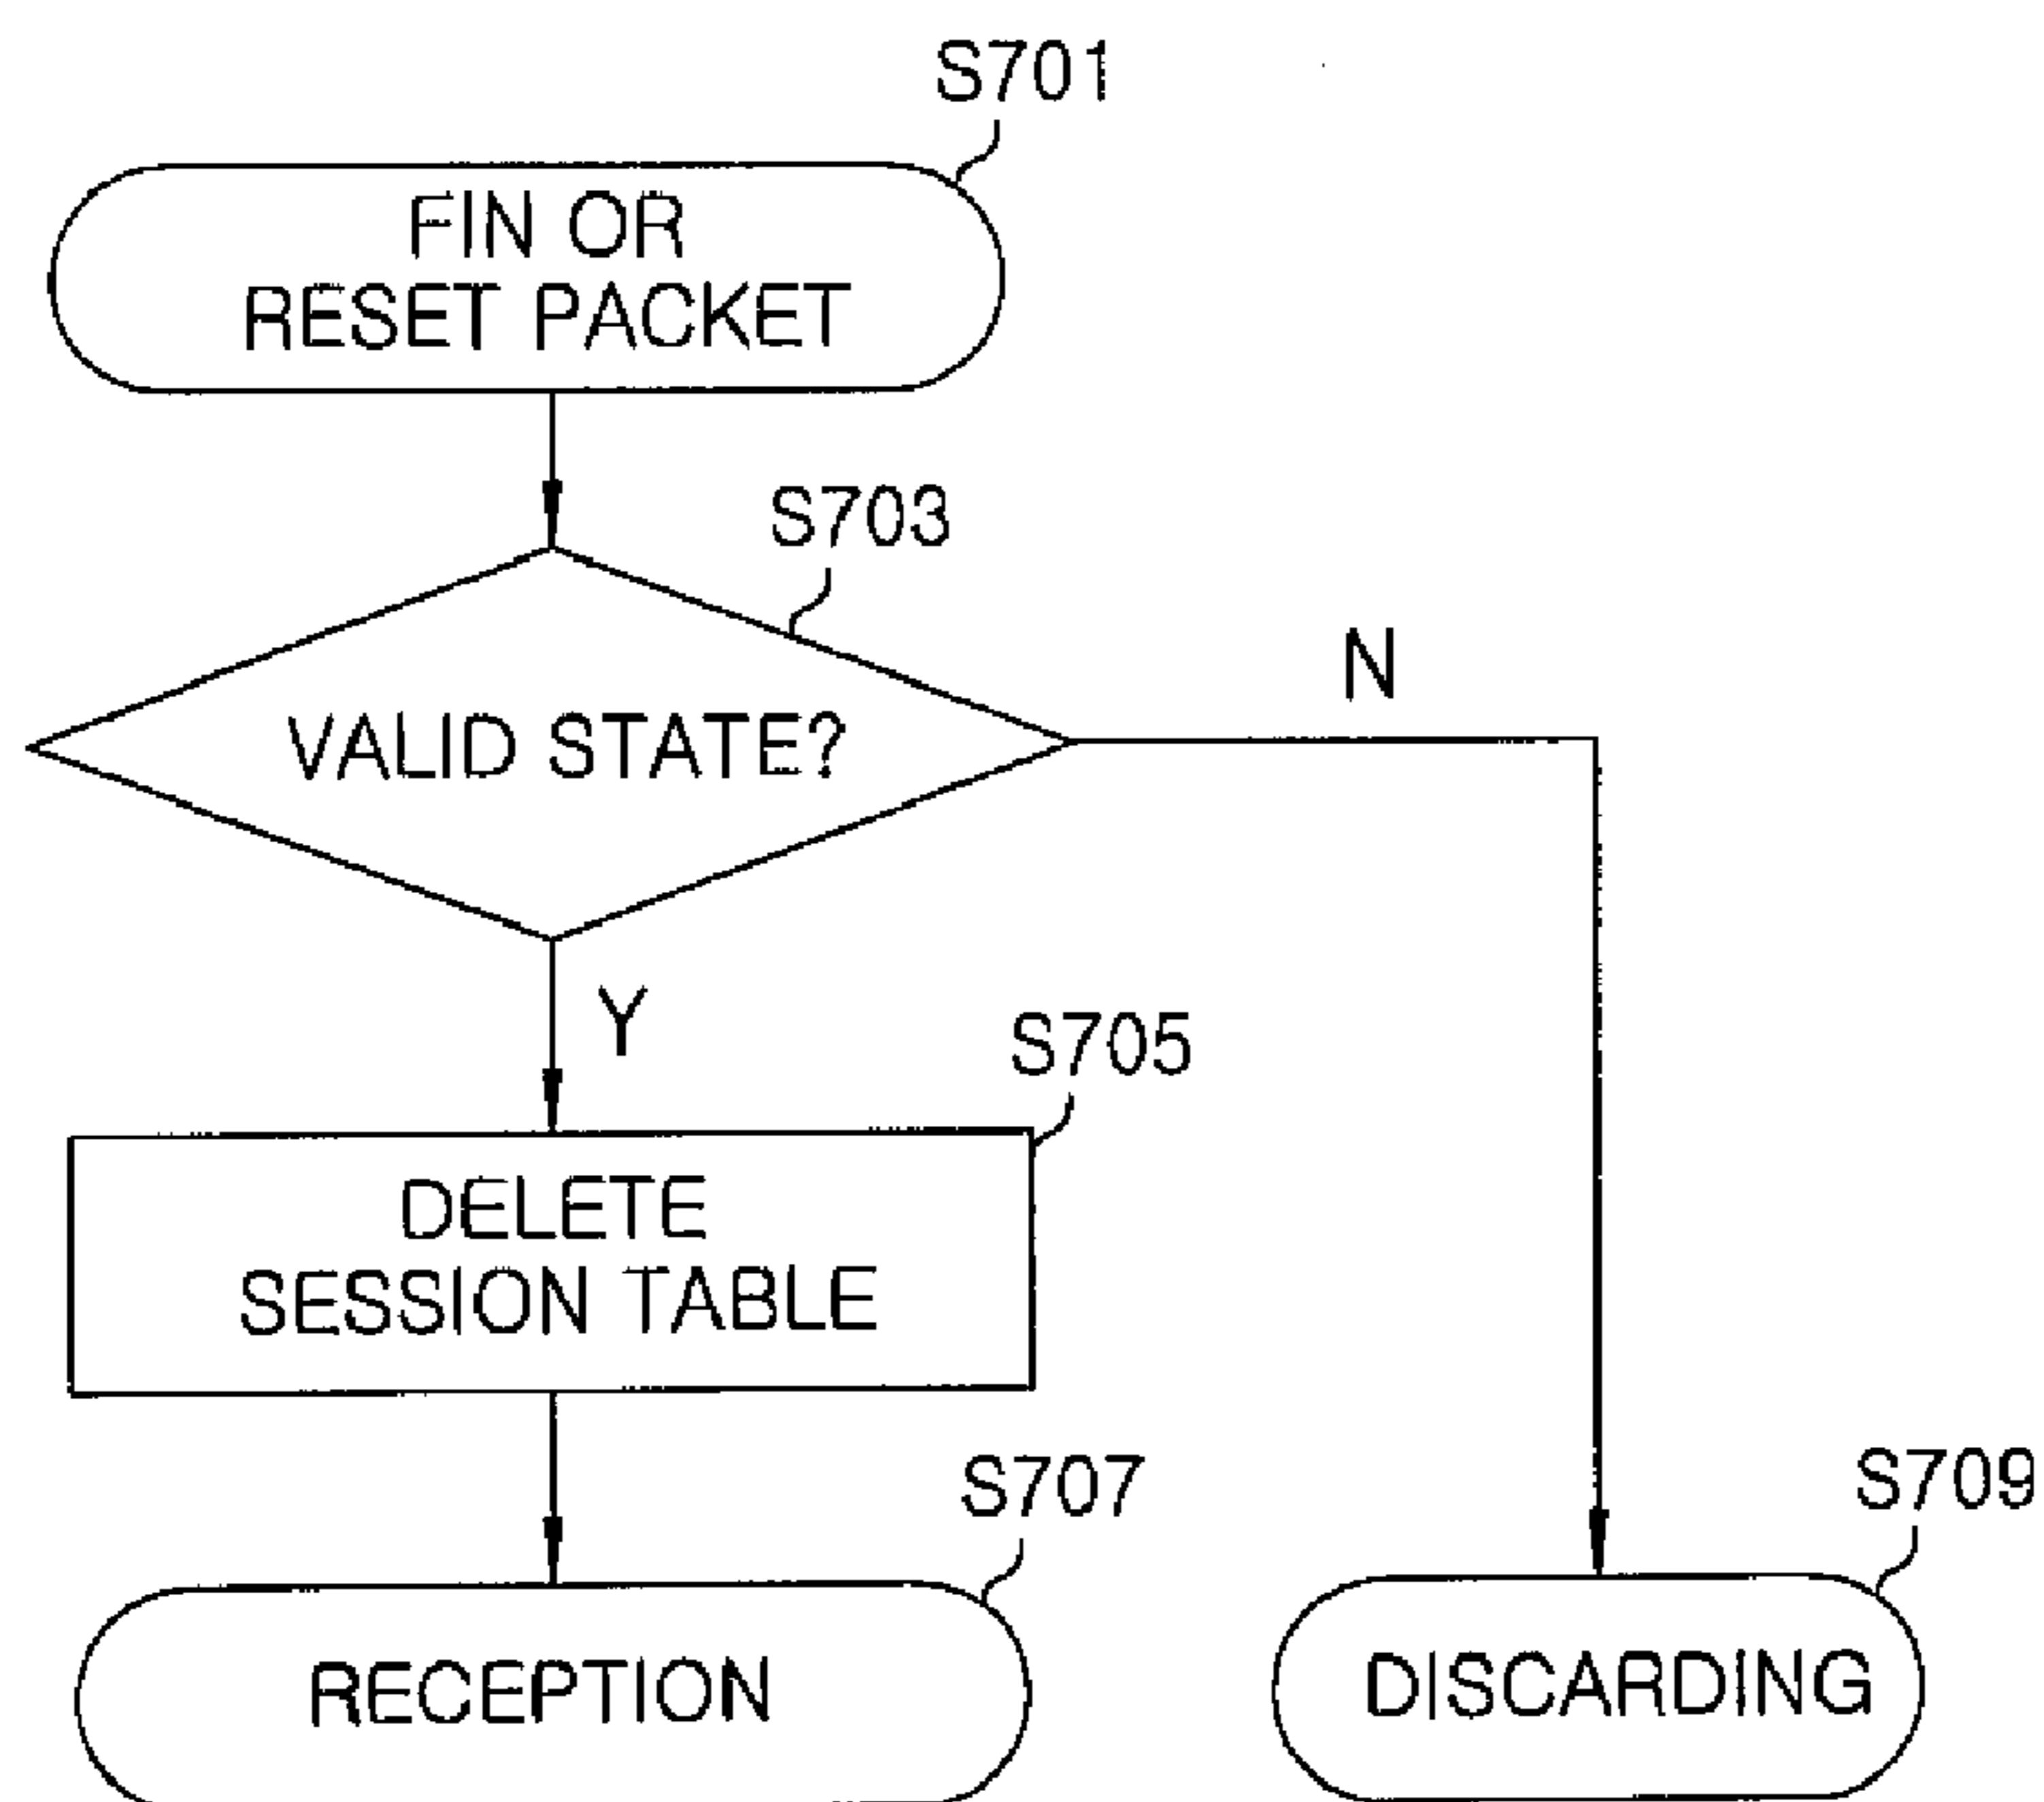 S701
FIN OR
RESET PACKET
S703
N
VALID STATE?
Y
S705
DELETE
SESSION TABLE
S707
S709
RECEPTION
DISCARDING